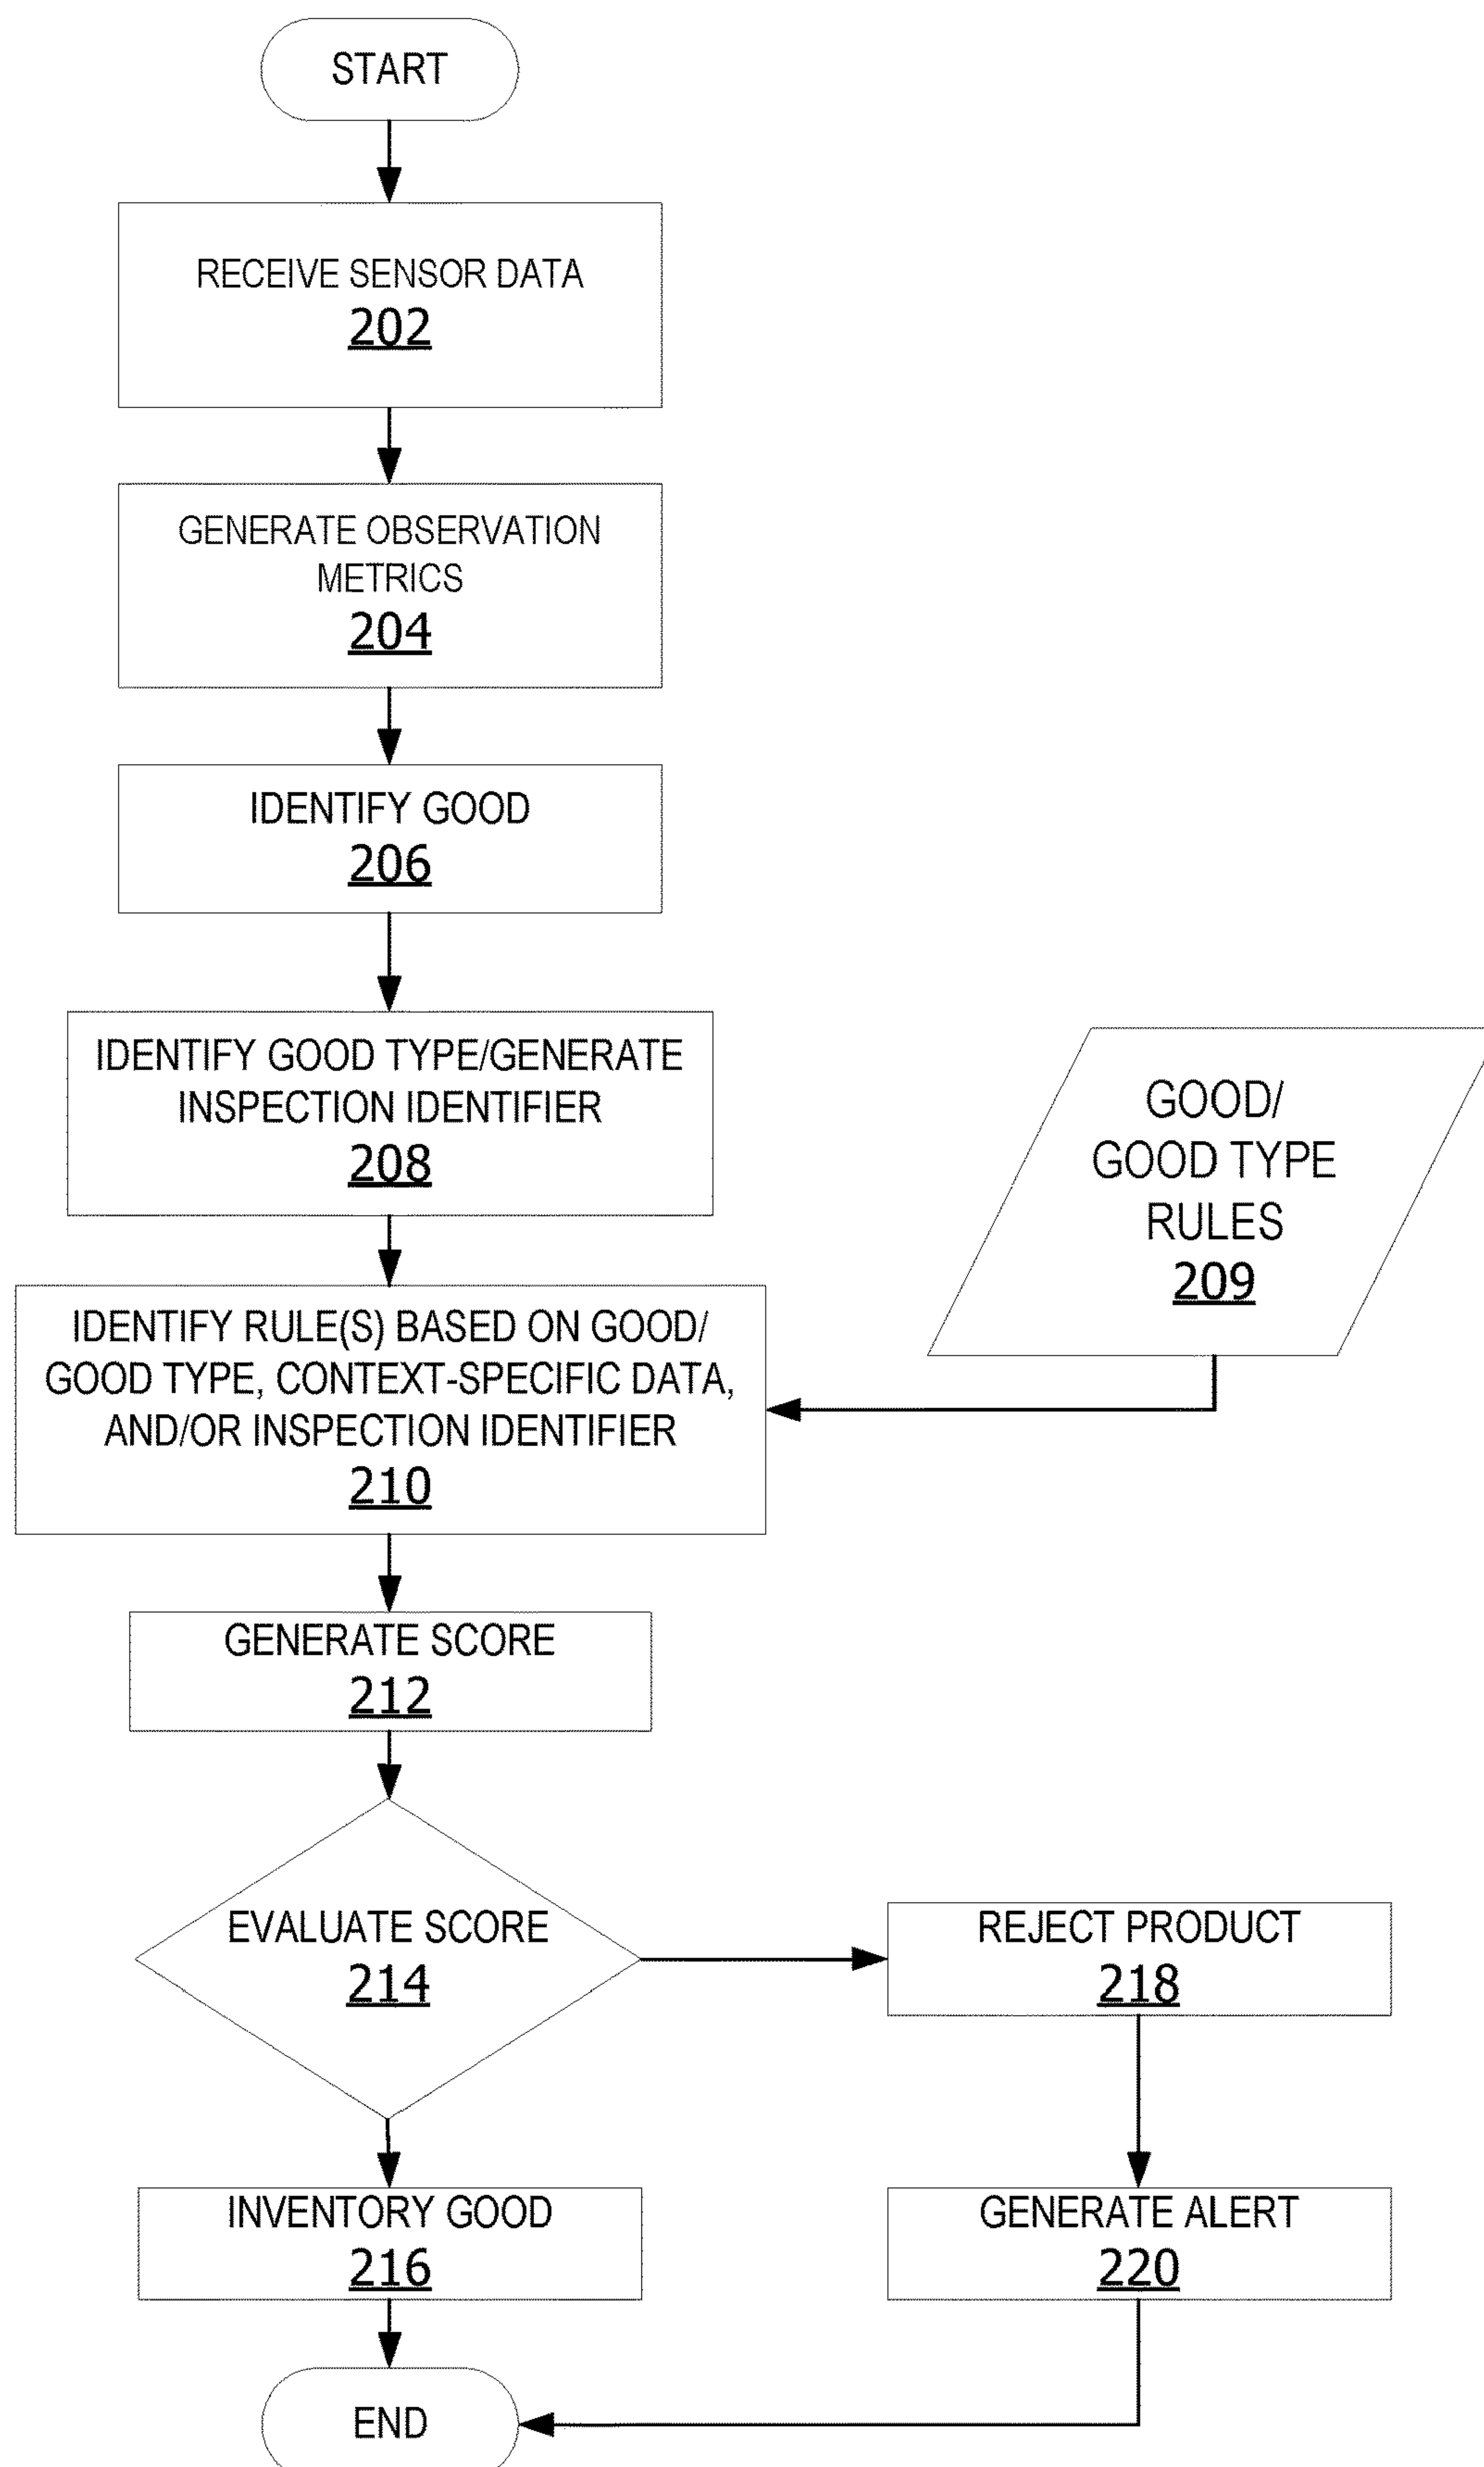 START
RECEIVE SENSOR DATA
202
GENERATE OBSERVATION
METRICS
204
IDENTIFY GOOD
206
IDENTIFY GOOD TYPE/GENERATE
INSPECTION IDENTIFIER
208
GOOD/
GOOD TYPE
RULES
209
IDENTIFY RULE(S) BASED ON GOOD/
GOOD TYPE, CONTEXT-SPECIFIC DATA,
AND/OR INSPECTION IDENTIFIER
210
GENERATE SCORE
212
EVALUATE SCORE
214
REJECT PRODUCT
218
INVENTORY GOOD
216
GENERATE ALERT
220
END